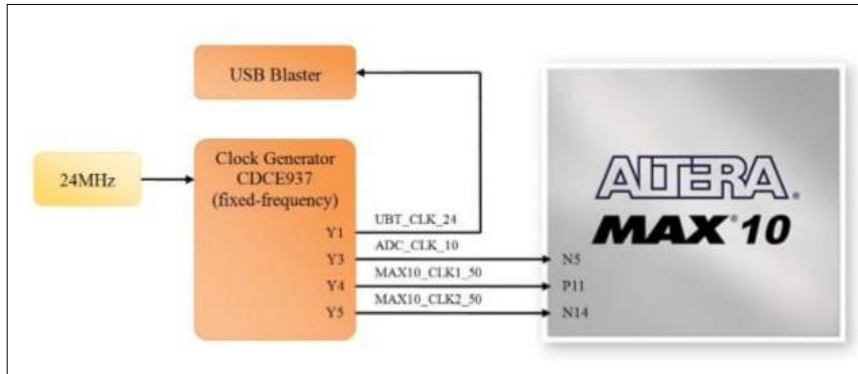 USB Blaster
24MHz
Clock Generator
CDCE937
(fixed-frequency)
Y1
UBT_CLK_24
Y3
ADC_CLK_10
N5
Y4
MAX10_CLK1_50
P11
Y5
MAX10_CLK2_50
N14
ALTERA®
MAX® 10